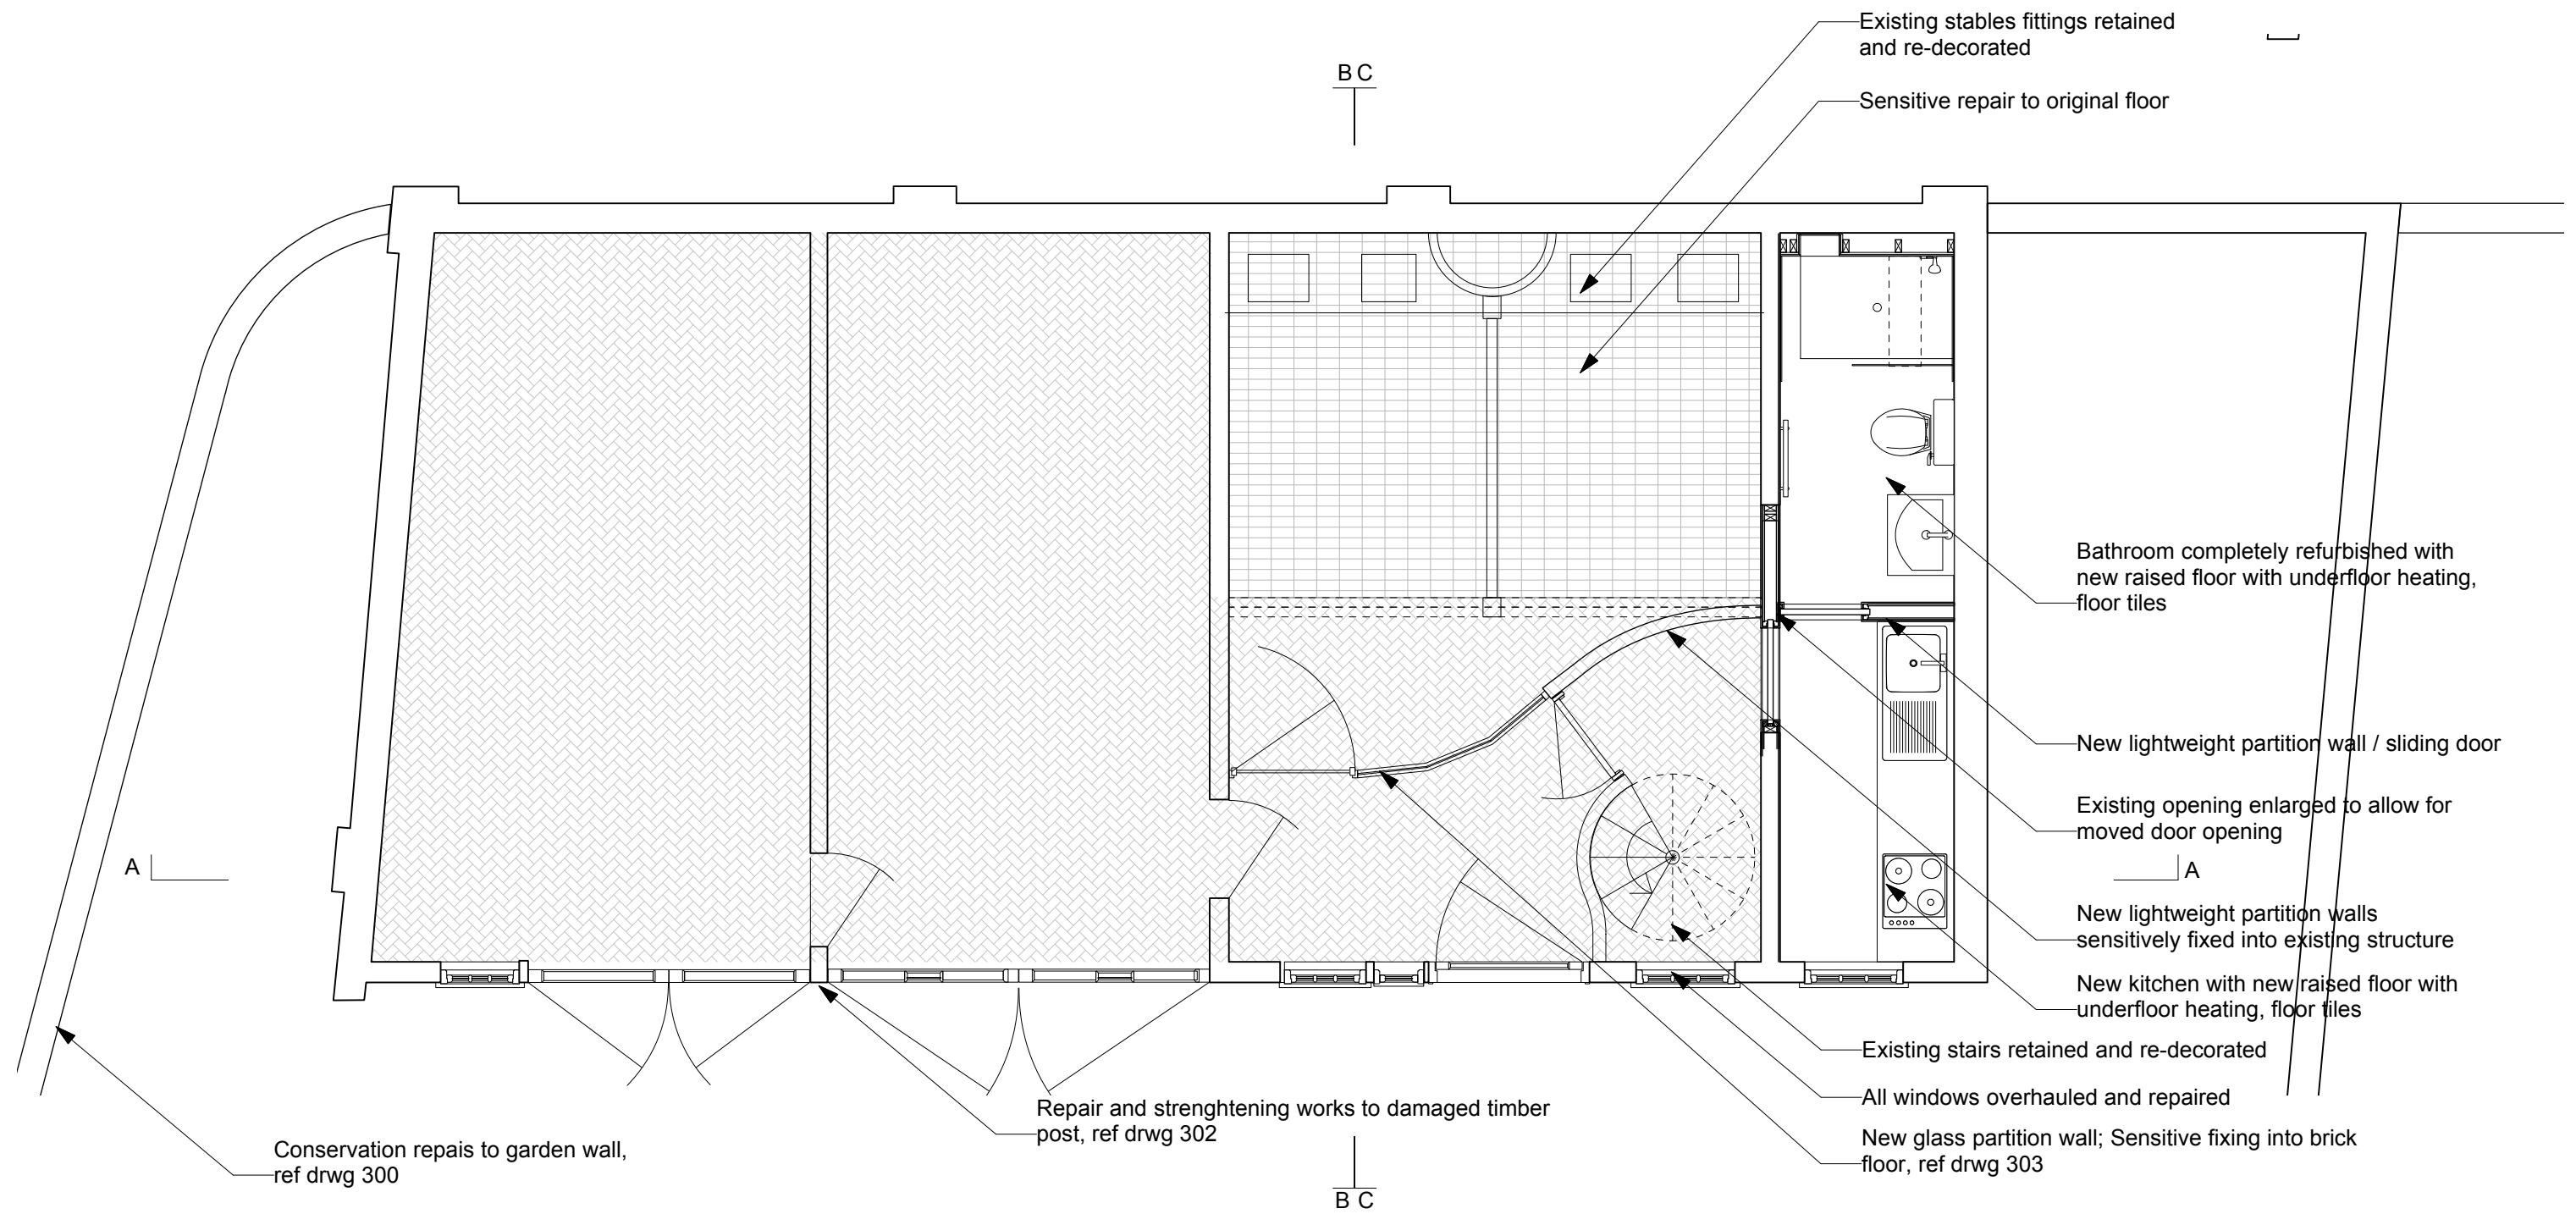 Existing stables fittings retained
and re-decorated
B C
Sensitive repair to original floor
Bathroom completely refurbished with
new raised floor with underfloor heating,
floor tiles
New lightweight partition wall / sliding door
Existing opening enlarged to allow for
moved door opening
A
A
New lightweight partition walls
sensitively fixed into existing structure
New kitchen with new raised floor with
underfloor heating, floor tiles
Existing stairs retained and re-decorated
All windows overhauled and repaired
Repair and strenghtening works to damaged timber
post, ref drwg 302
New glass partition wall; Sensitive fixing into brick
floor, ref drwg 303
Conservation repais to garden wall,
ref drwg 300
B C